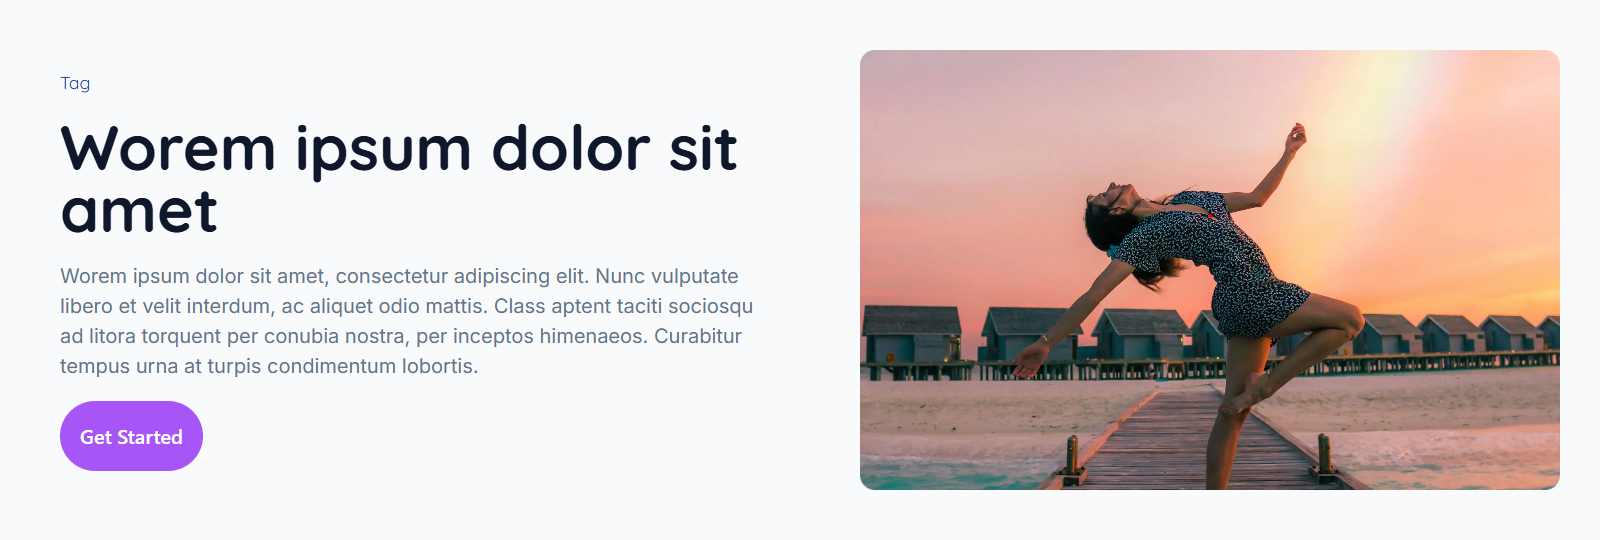 Tag
Worem ipsum dolor sit
amet
Worem ipsum dolor sit amet, consectetur adipiscing elit. Nunc vulputate
libero et velit interdum, ac aliquet odio mattis. Class aptent taciti sociosqu
ad litora torquent per conubia nostra, per inceptos himenaeos. Curabitur
tempus urna at turpis condimentum lobortis.
Get Started